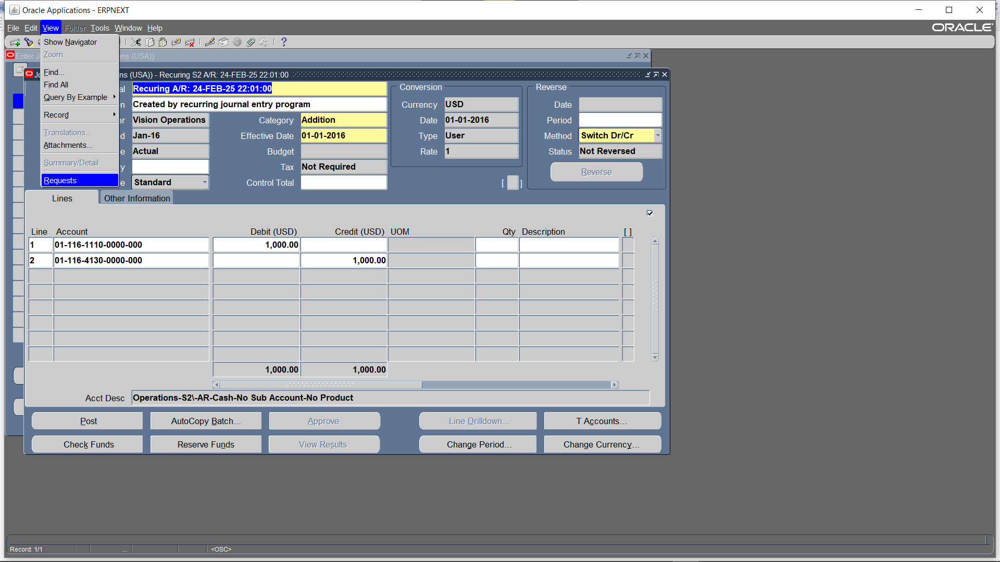 Oracle Applications - ERPNEXT
File Edit View Folder Tools Window Help
ORACLE
Show Navigator
Zoom
Find...
Find All
Query By Example
Record
Translations...
Attachments...
Summary/Detail
Requests
Enter J ns (USA))
Jo ns (USA)) - Recuring S2 A/R: 24-FEB-25 22:01:00
al Recuring A/R: 24-FEB-25 22:01:00
n Created by recurring journal entry program
er Vision Operations Category Addition
d Jan-16 Effective Date 01-01-2016
e Actual Budget
y Tax Not Required
e Standard Control Total
[ ]
Conversion
Currency USD
Date 01-01-2016
Type User
Rate 1
Reverse
Date
Period
Method Switch Dr/Cr
Status Not Reversed
Reverse
Lines Other Information
Line Account Debit (USD) Credit (USD) UOM Qty Description [ ]
1 01-116-1110-0000-000 1,000.00
2 01-116-4130-0000-000 1,000.00
1,000.00 1,000.00
Acct Desc Operations-S2\-AR-Cash-No Sub Account-No Product
Post AutoCopy Batch... Approve Line Drilldown... T Accounts...
Check Funds Reserve Funds View Results Change Period... Change Currency...
Record: 1/1 ... <OSC>